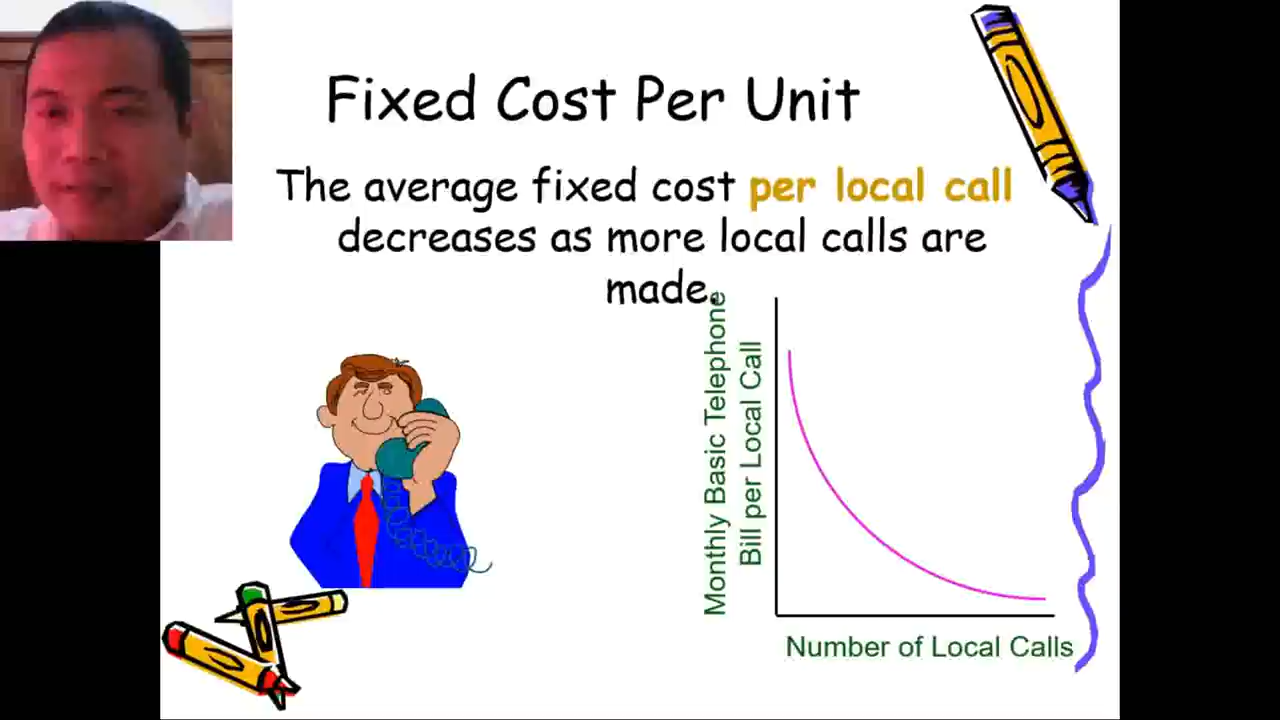 Fixed Cost Per Unit
The average fixed cost per local call
decreases as more local calls are
made.
Monthly Basic Telephone
Bill per Local Call
Number of Local Calls